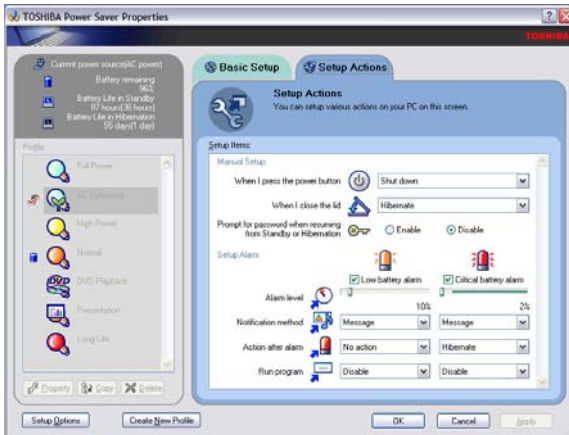 TOSHIBA Power Saver Properties
TOSHIBA
Current power source(AC power)
Battery remaining
96%
Battery Life in Standby
87 hours(36 hours)
Battery Life in Hibernation
55 days(1 day)
Profile
Full Power
High Power
Normal
DVD Playback
Presentation
Long Life
Property
Copy
Delete
Setup Options
Create New Profile
Basic Setup
Setup Actions
Setup Actions
You can setup various actions on your PC on this screen.
Setup Items:
Manual Setup
When I press the power button
Shut down
When I close the lid
Hibernate
Prompt for password when resuming
from Standby or Hibernation
Enable
Disable
Setup Alarm
Low battery alarm
Critical battery alarm
Alarm level
10%
2%
Notification method
Message
Message
Action after alarm
No action
Hibernate
Run program
Disable
Disable
OK
Cancel
Apply